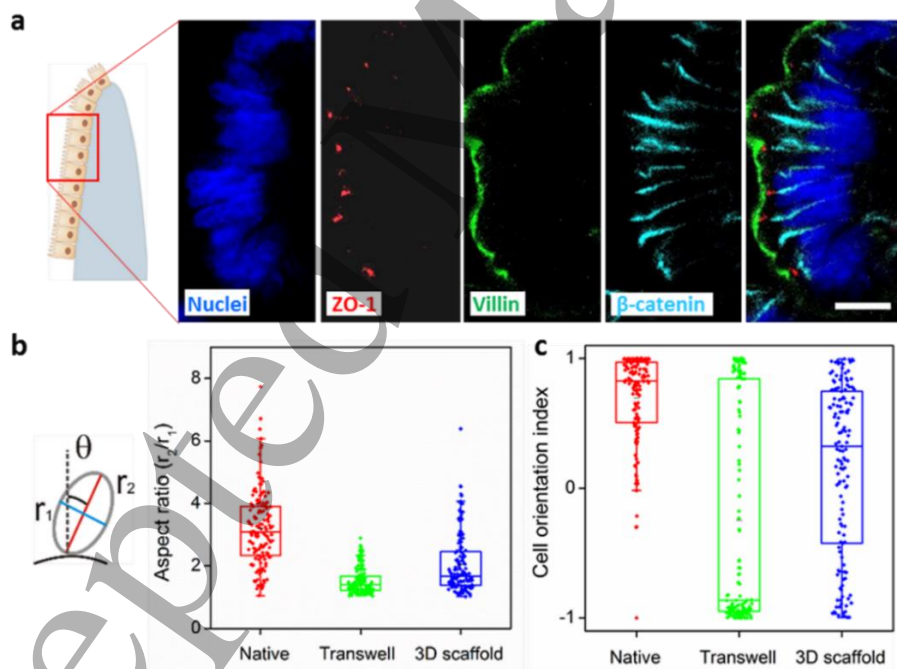 a
Nuclei
ZO-1
Villin
β-catenin
b
θ
r1
r2
Aspect ratio (r2/r1)
8
6
4
2
0
Native
Transwell
3D scaffold
c
Cell orientation index
1
0
-1
Native
Transwell
3D scaffold